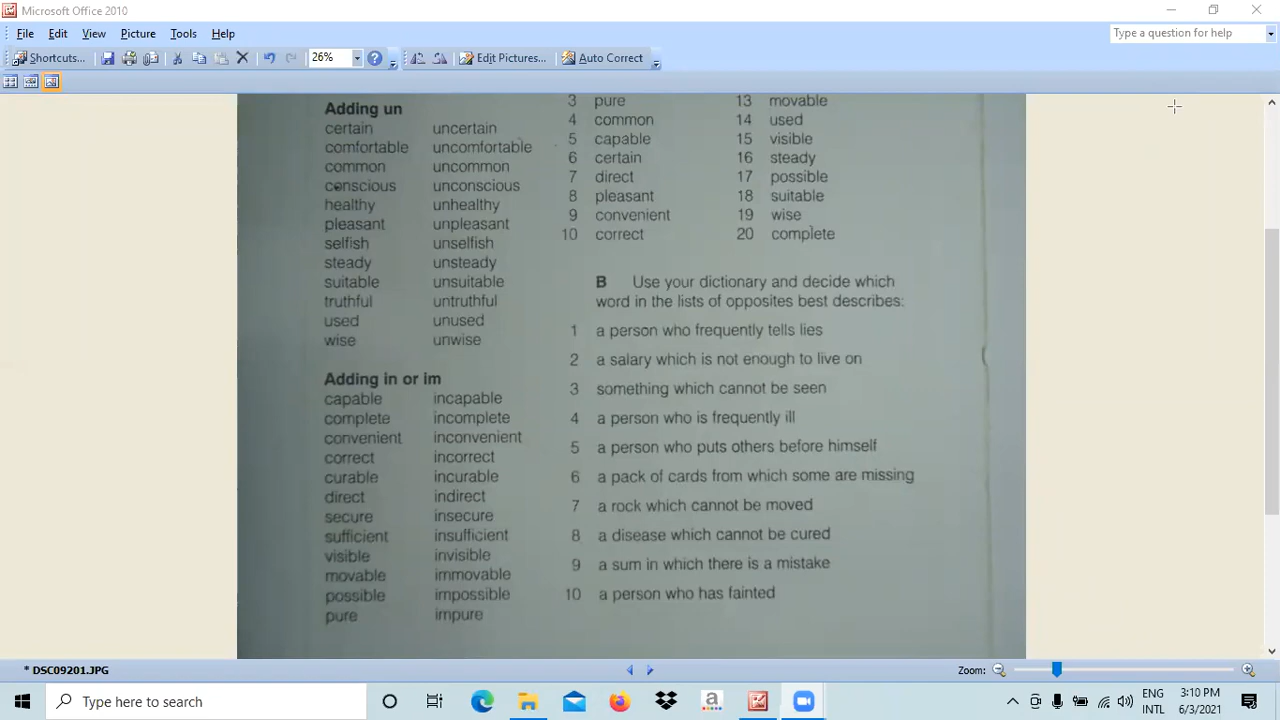 Microsoft Office 2010
File Edit View Picture Tools Help
Type a question for help
Shortcuts...
26%
Edit Pictures...
Auto Correct
Adding un
certain uncertain
comfortable uncomfortable
common uncommon
conscious unconscious
healthy unhealthy
pleasant unpleasant
selfish unselfish
steady unsteady
suitable unsuitable
truthful untruthful
used unused
wise unwise
Adding in or im
capable incapable
complete incomplete
convenient inconvenient
correct incorrect
curable incurable
direct indirect
secure insecure
sufficient insufficient
visible invisible
movable immovable
possible impossible
pure impure
3 pure 13 movable
4 common 14 used
5 capable 15 visible
6 certain 16 steady
7 direct 17 possible
8 pleasant 18 suitable
9 convenient 19 wise
10 correct 20 complete
B Use your dictionary and decide which
word in the lists of opposites best describes:
1 a person who frequently tells lies
2 a salary which is not enough to live on
3 something which cannot be seen
4 a person who is frequently ill
5 a person who puts others before himself
6 a pack of cards from which some are missing
7 a rock which cannot be moved
8 a disease which cannot be cured
9 a sum in which there is a mistake
10 a person who has fainted
* DSC09201.JPG
Zoom:
Type here to search
a
ENG
INTL
3:10 PM
6/3/2021